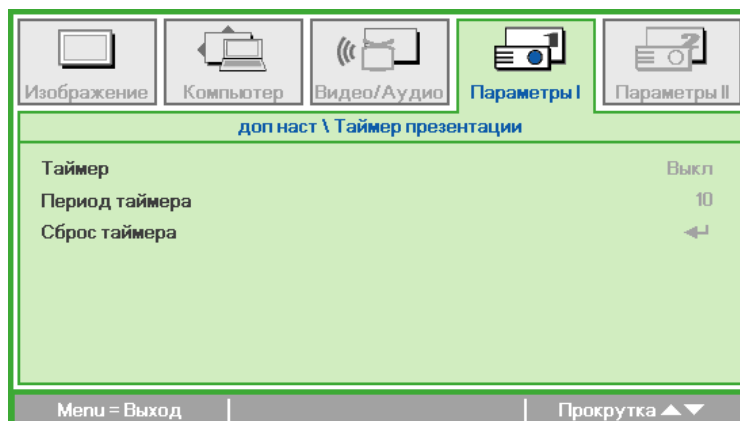 Изображение Компьютер Видео/Аудио Параметры I Параметры II
доп наст \ Таймер презентации
Таймер Выкл
Период таймера 10
Сброс таймера
Menu = Выход Прокрутка ▲▼